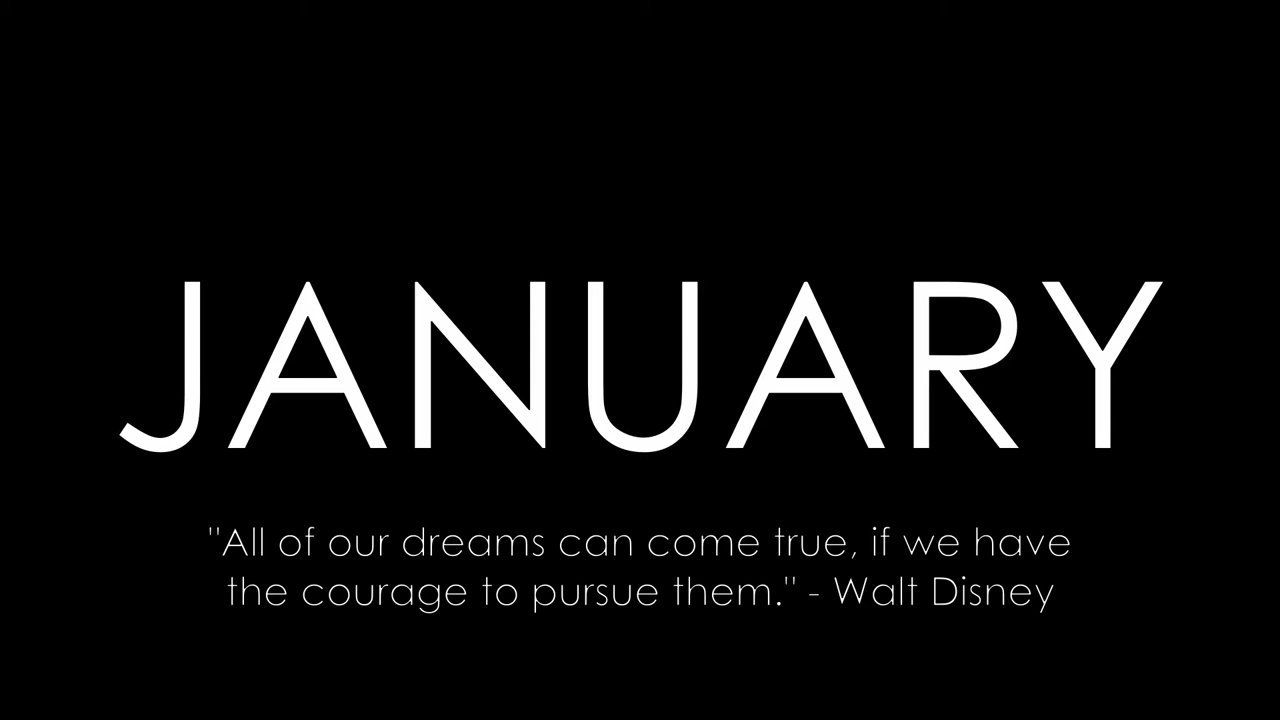 JANUARY
"All of our dreams can come true, if we have
the courage to pursue them." - Walt Disney